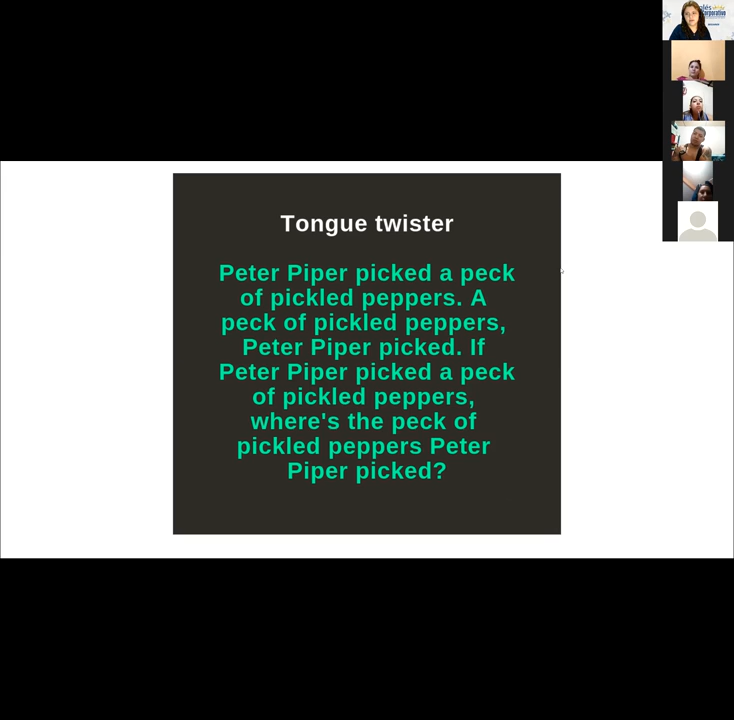 Tongue twister
Peter Piper picked a peck
of pickled peppers. A
peck of pickled peppers,
Peter Piper picked. If
Peter Piper picked a peck
of pickled peppers,
where's the peck of
pickled peppers Peter
Piper picked?